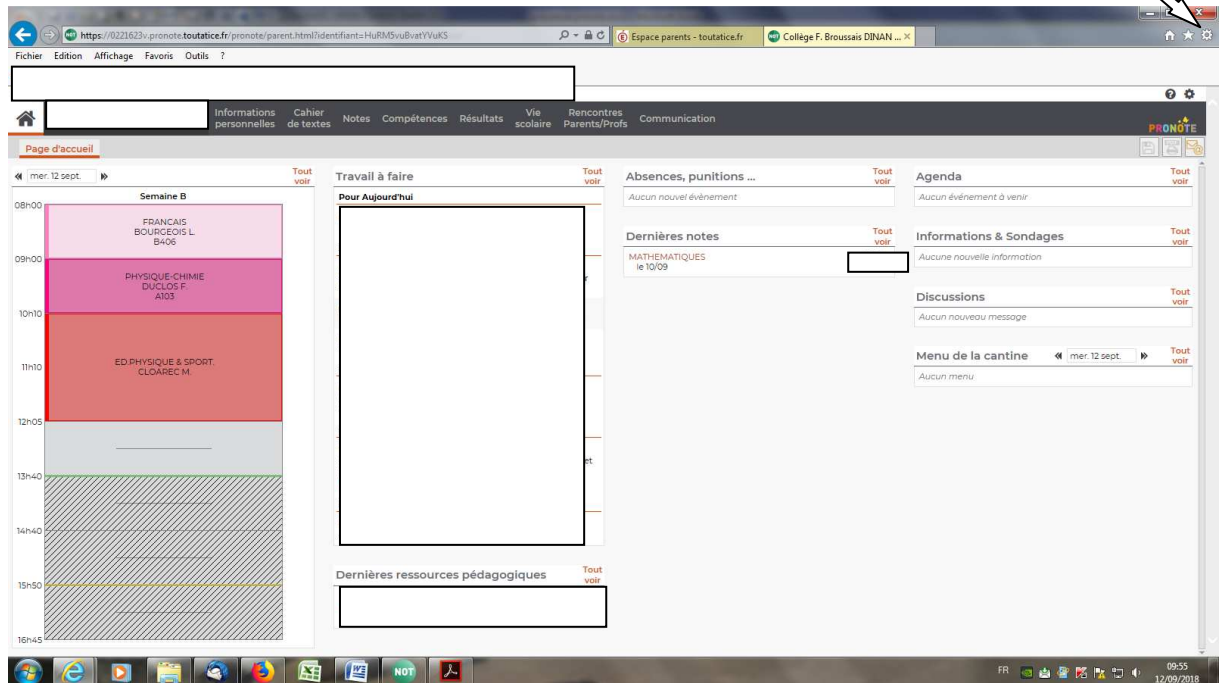 https://0221623v.pronote.toutatice.fr/pronote/parent.html?identifiant=HuRM5vuBvatYVuKS
Espace parents - toutatice.fr
Collège F. Broussais DINAN ...
Fichier Edition Affichage Favoris Outils ?
Informations personnelles
Cahier de textes
Notes
Compétences
Résultats
Vie scolaire
Rencontres Parents/Profs
Communication
PRONOTE
Page d'accueil
mer. 12 sept.
Tout voir
Semaine B
08h00
FRANCAIS
BOURGEOIS L.
B406
09h00
PHYSIQUE-CHIMIE
DUCLOS F.
A103
10h10
ED.PHYSIQUE & SPORT.
CLOAREC M.
11h10
12h05
13h40
14h40
15h50
16h45
Travail à faire
Tout voir
Pour Aujourd'hui
r
et
Dernières ressources pédagogiques
Tout voir
Absences, punitions ...
Tout voir
Aucun nouvel évènement
Dernières notes
Tout voir
MATHEMATIQUES
le 10/09
Agenda
Tout voir
Aucun événement à venir
Informations & Sondages
Tout voir
Aucune nouvelle information
Discussions
Tout voir
Aucun nouveau message
Menu de la cantine
mer. 12 sept.
Tout voir
Aucun menu
NOT
FR
09:55
12/09/2018